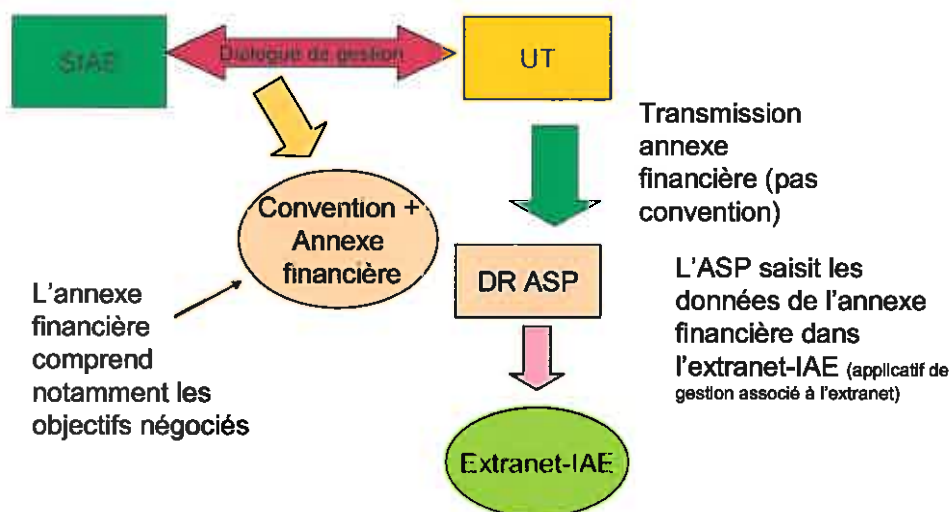 SIAE
Dialogue de gestion
UT
Transmission
annexe
financière (pas
convention)
Convention +
Annexe
financière
DR ASP
L'ASP saisit les
données de l'annexe
financière dans
l'extranet-IAE (applicatif de
gestion associé à l'extranet)
L'annexe
financière
comprend
notamment les
objectifs négociés
Extranet-IAE